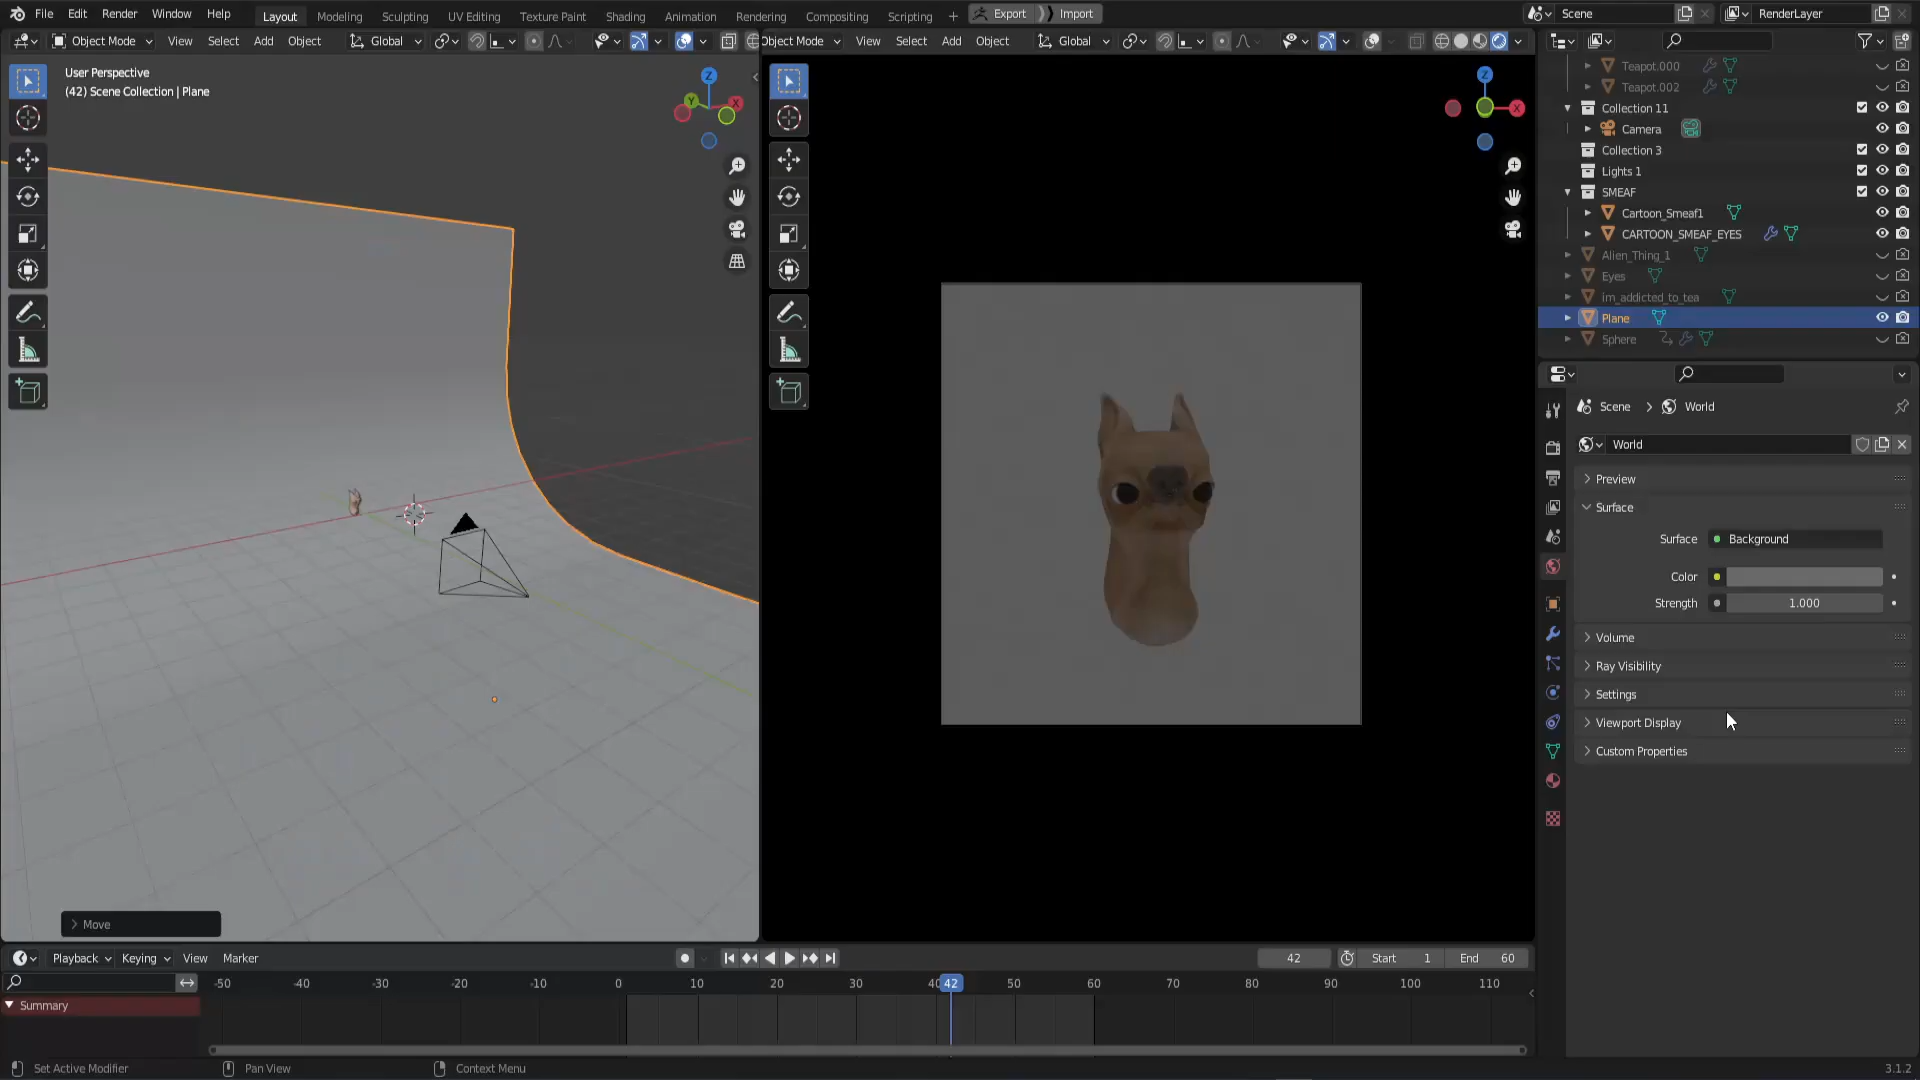 File Edit Render Window Help Layout Modeling Sculpting UV Editing Texture Paint Shading Animation Rendering Compositing Scripting + Export Import Scene RenderLayer
Object Mode View Select Add Object Global
Object Mode View Select Add Object Global
User Perspective
(42) Scene Collection | Plane
Z
Y
X
Z
X
Teapot.000
Teapot.002
Collection 11
Camera
Collection 3
Lights 1
SMEAF
Cartoon_Smeaf1
CARTOON_SMEAF_EYES
Alien_Thing_1
Eyes
im_addicted_to_tea
Plane
Sphere
Scene > World
World
Preview
Surface
Surface Background
Color
Strength 1.000
Volume
Ray Visibility
Settings
Viewport Display
Custom Properties
Move
Playback Keying View Marker
42 Start 1 End 60
-50 -40 -30 -20 -10 0 10 20 30 40 42 50 60 70 80 90 100 110
Summary
Set Active Modifier Pan View Context Menu 3.1.2